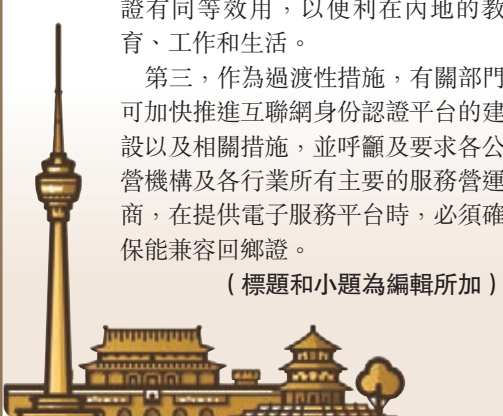 證有同等效用，以便利在內地的教
育、工作和生活。
第三，作為過渡性措施，有關部門
可加快推進互聯網身份認證平台的建
設以及相關措施，並呼籲及要求各公
營機構及各行業所有主要的服務營運
商，在提供電子服務平台時，必須確
保能兼容回鄉證。
（標題和小題為編輯所加）